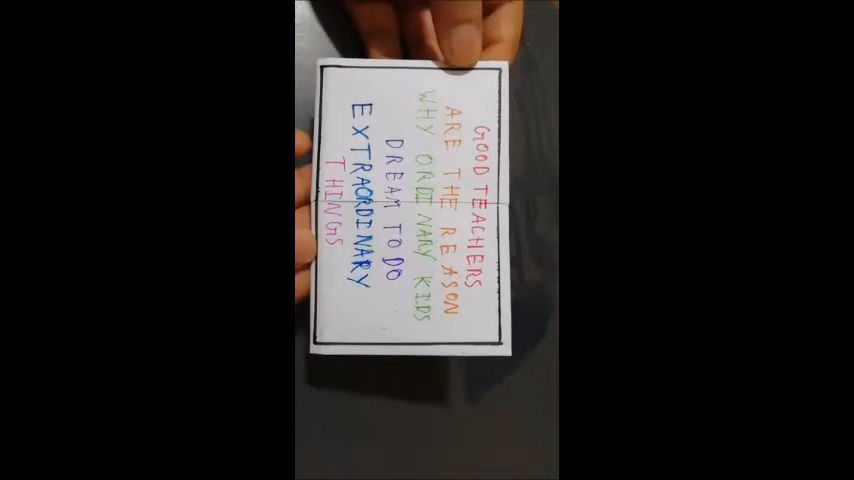 GOOD TEACHERS
ARE THE REASON
WHY ORDINARY KIDS
DREAM TO DO
EXTRAORDINARY
THINGS